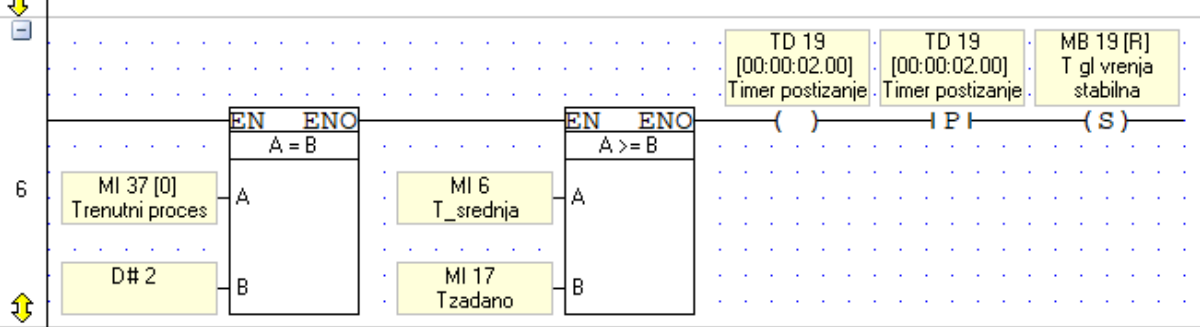 TD 19
[00:00:02.00]
Timer postizanje
TD 19
[00:00:02.00]
Timer postizanje
MB 19 [R]
T gl vrenja
stabilna
EN ENO
A = B
EN ENO
A >= B
( )
P
(S)
6
MI 37 [0]
Trenutni proces
A
MI 6
T_srednja
A
D# 2
B
MI 17
Tzadano
B